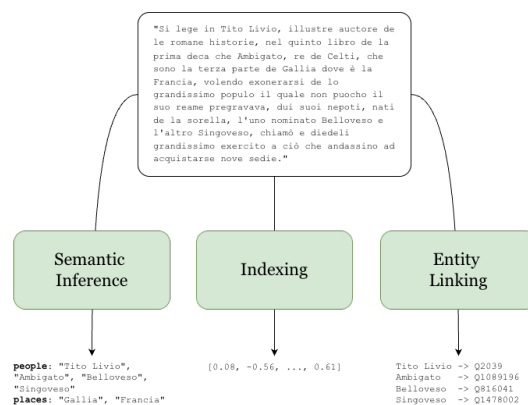 "Si lege in Tito Livio, illustre auctore de
le romane historie, nel quinto libro de la
prima deca che Ambigato, re de Celti, che
sono la terza parte de Gallia dove è la
Francia, volendo exonerarsi de lo
grandissimo populo il quale non puocho il
suo reame pregravava, dui suoi nepoti, nati
de la sorella, l'uno nominato Belloveso e
l'altro Singoveso, chiamò e diedeli
grandissimo exercito a ciò che andassino ad
acquistarse nove sedie."
Semantic
Inference
Indexing
Entity
Linking
people: "Tito Livio",
"Ambigato", "Belloveso",
"Singoveso"
places: "Gallia", "Francia"
[0.08, -0.56, ..., 0.61]
Tito Livio -> Q2039
Ambigato -> Q1089196
Belloveso -> Q816041
Singoveso -> Q1478002